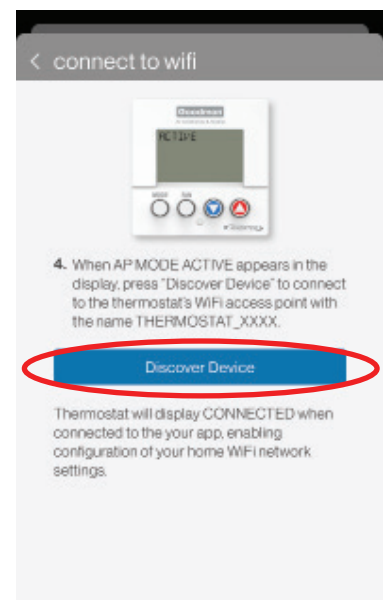 < connect to wifi
Goodman
ACTIVE
MODE FAN
4. When AP MODE ACTIVE appears in the
display, press "Discover Device" to connect
to the thermostat's WiFi access point with
the name THERMOSTAT_XXXX.
Discover Device
Thermostat will display CONNECTED when
connected to the your app, enabling
configuration of your home WiFi network
settings.